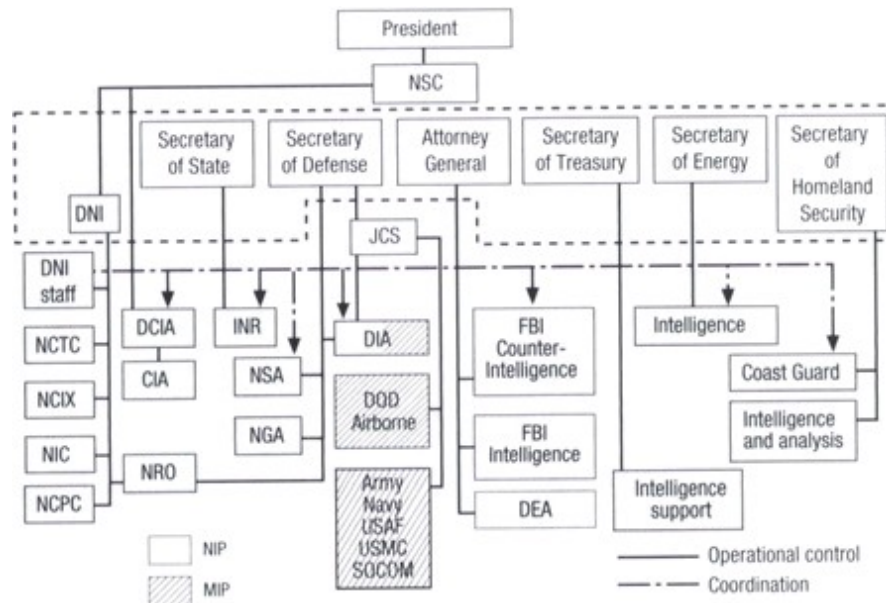 President
NSC
Secretary
of State
Secretary
of Defense
Attorney
General
Secretary
of Treasury
Secretary
of Energy
Secretary
of
Homeland
Security
DNI
JCS
DNI
staff
NCTC
NCIX
NIC
NCPC
DCIA
CIA
NRO
INR
NSA
NGA
DIA
DOD
Airborne
Army
Navy
USAF
USMC
SOCOM
FBI
Counter-
Intelligence
FBI
Intelligence
DEA
Intelligence
support
Intelligence
Coast Guard
Intelligence
and analysis
NIP
MIP
Operational control
Coordination